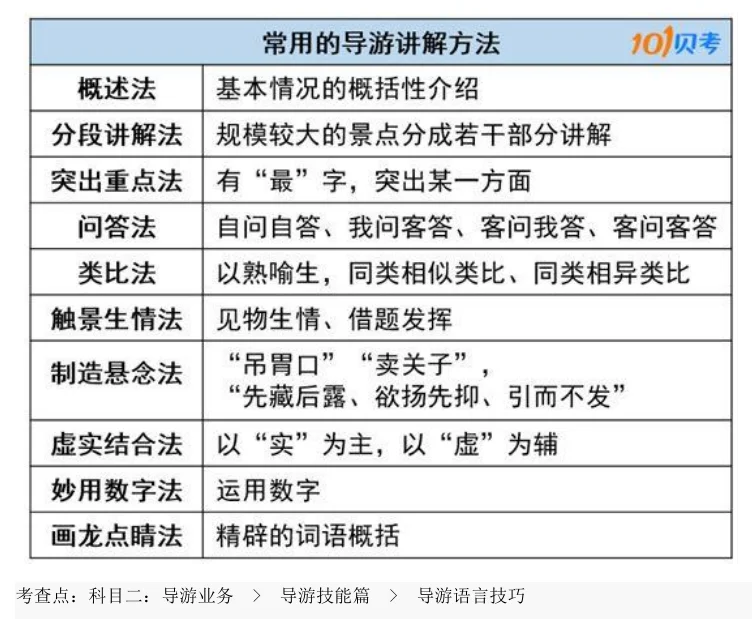 常用的导游讲解方法 101贝考
概述法 基本情况的概括性介绍
分段讲解法 规模较大的景点分成若干部分讲解
突出重点法 有“最”字，突出某一方面
问答法 自问自答、我问客答、客问我答、客问客答
类比法 以熟喻生，同类相似类比、同类相异类比
触景生情法 见物生情、借题发挥
制造悬念法 “吊胃口”“卖关子”，
“先藏后露、欲扬先抑、引而不发”
虚实结合法 以“实”为主，以“虚”为辅
妙用数字法 运用数字
画龙点睛法 精辟的词语概括
考查点：科目二：导游业务 > 导游技能篇 > 导游语言技巧